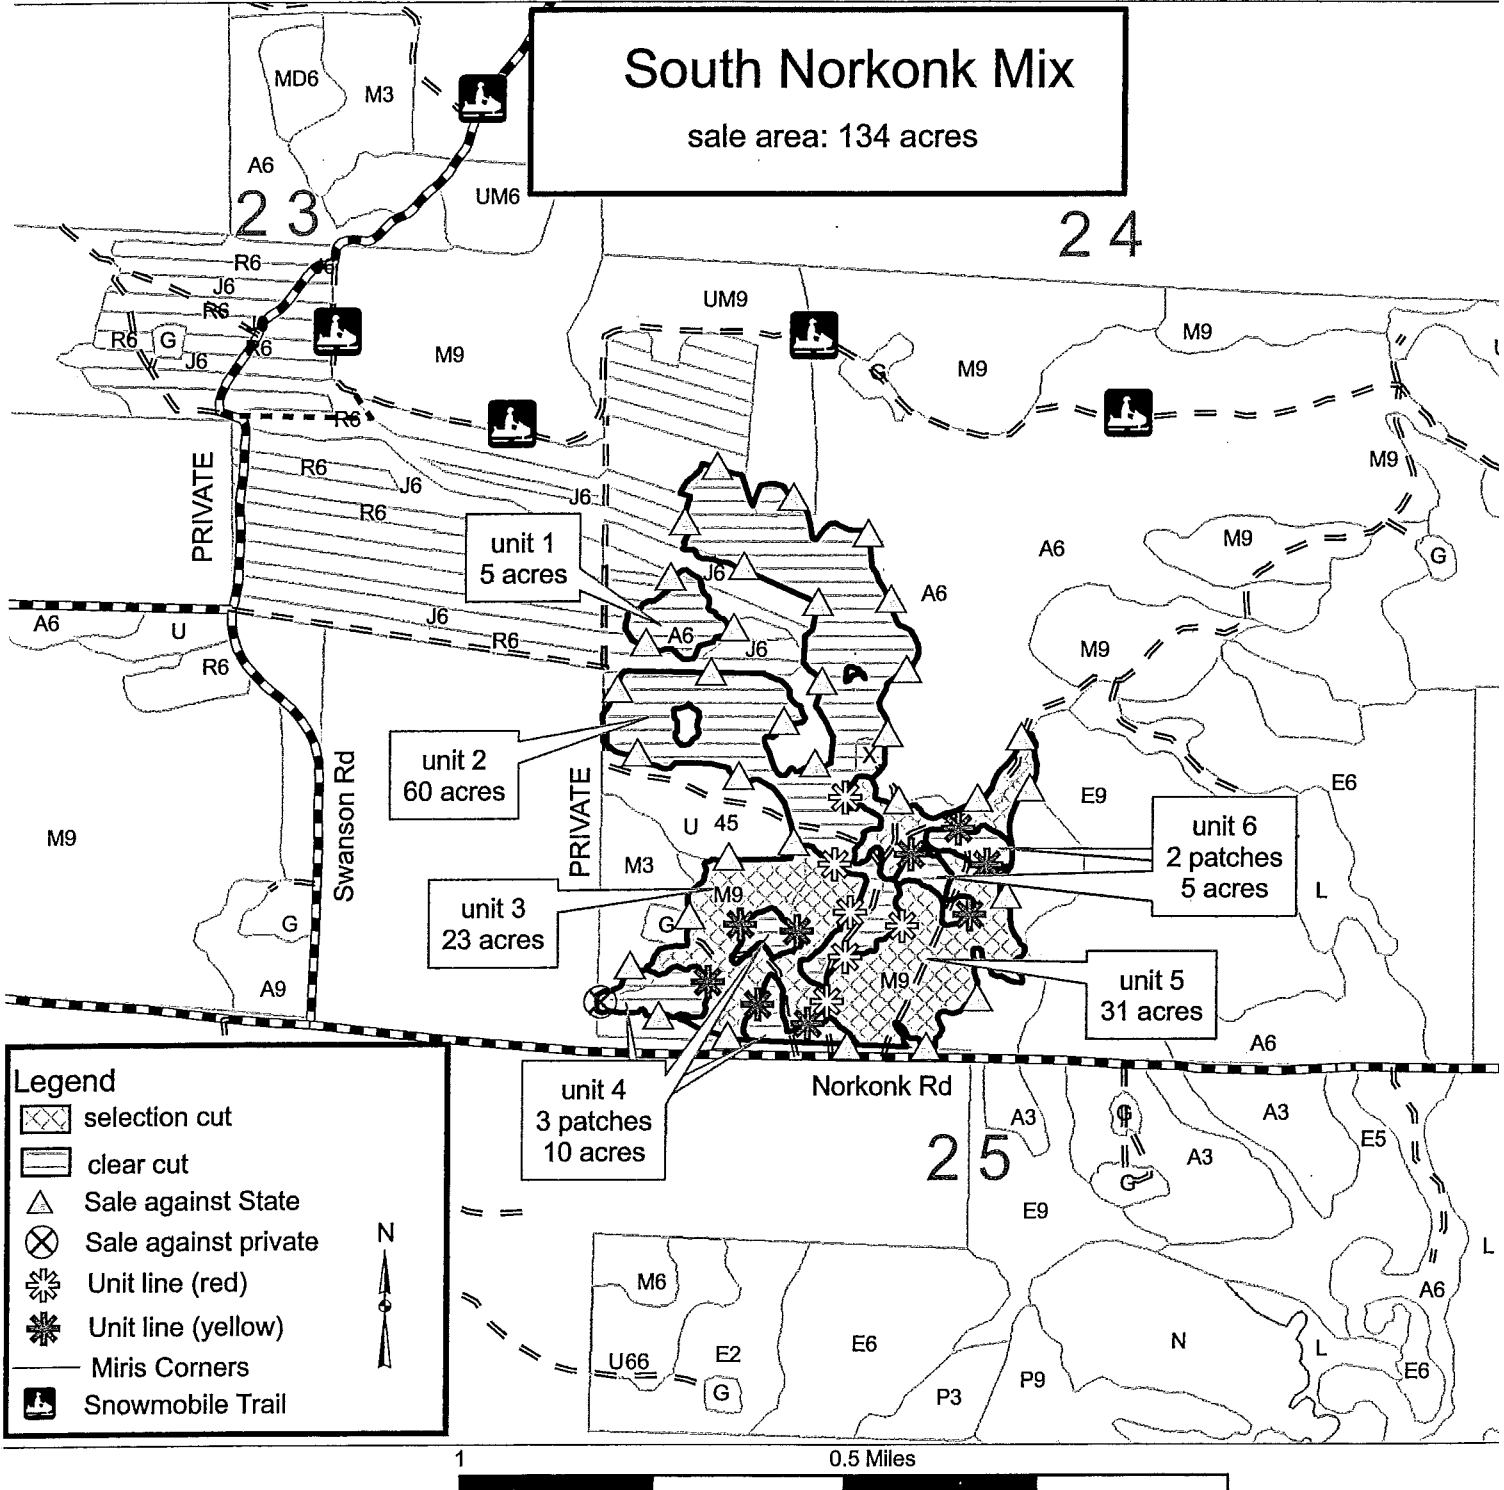 South Norkonk Mix
sale area: 134 acres
MD6
M3
A6
23
UM6
24
R6
J6
R6
R6
G
R6
J6
R6
M9
UM9
M9
M9
G
PRIVATE
R6
J6
R6
J6
M9
M9
G
unit 1
5 acres
J6
A6
A6
A6
U
J6
R6
A6
J6
R6
M9
unit 2
60 acres
X
Swanson Rd
PRIVATE
M9
U 45
E9
E6
unit 6
2 patches
5 acres
M3
M9
L
unit 3
23 acres
G
G
A9
M9
unit 5
31 acres
A6
unit 4
3 patches
10 acres
Norkonk Rd
25
A3
G
A3
E5
A3
G
E9
L
A6
M6
U66
E2
G
E6
P3
P9
N
L
E6
Legend
selection cut
clear cut
Sale against State
Sale against private
Unit line (red)
Unit line (yellow)
Miris Corners
Snowmobile Trail
N
1
0.5 Miles